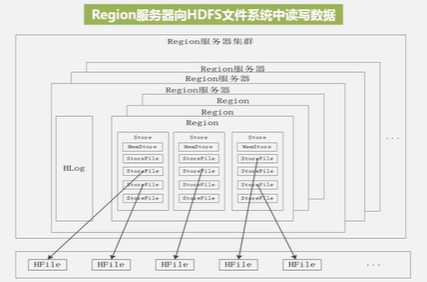 Region服务器向HDFS文件系统中读写数据
Region服务器集群
Region服务器
Region服务器
Region服务器
Region
Region
Region
HLog
Store Store Store
MemStore MemStore MemStore
StoreFile StoreFile StoreFile
StoreFile StoreFile StoreFile
StoreFile StoreFile StoreFile
StoreFile StoreFile StoreFile
...
HFile HFile HFile HFile HFile ...